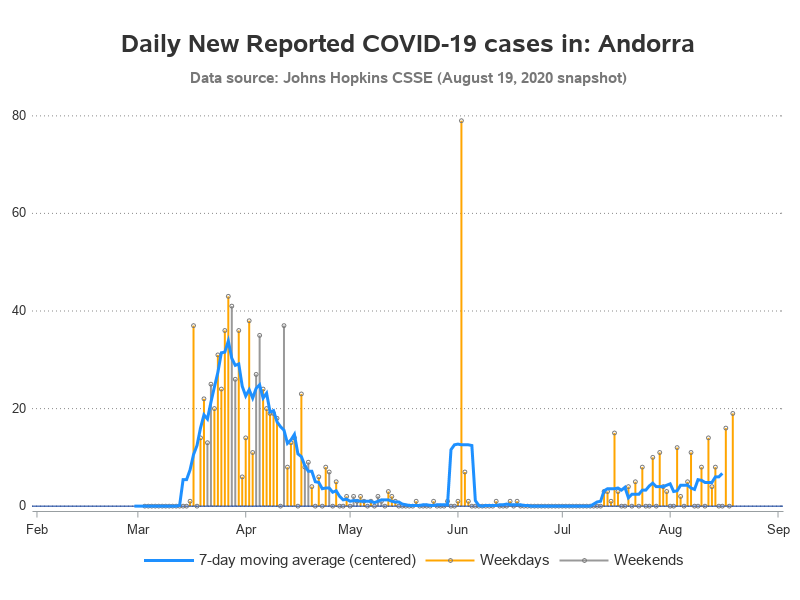 Daily New Reported COVID-19 cases in: Andorra
Data source: Johns Hopkins CSSE (August 19, 2020 snapshot)
80
60
40
20
0
Feb Mar Apr May Jun Jul Aug Sep
7-day moving average (centered) Weekdays Weekends